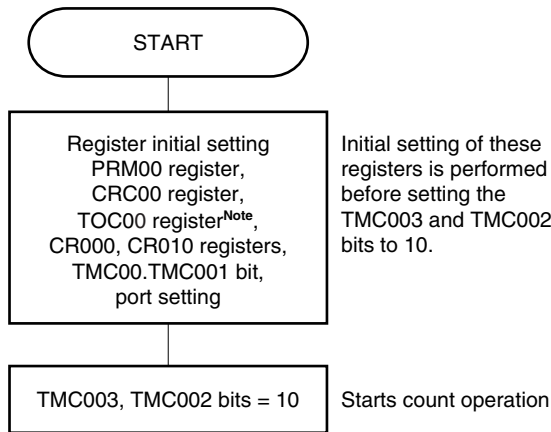 START
Register initial setting
PRM00 register,
CRC00 register,
TOC00 registerNote,
CR000, CR010 registers,
TMC00.TMC001 bit,
port setting
Initial setting of these
registers is performed
before setting the
TMC003 and TMC002
bits to 10.
TMC003, TMC002 bits = 10
Starts count operation